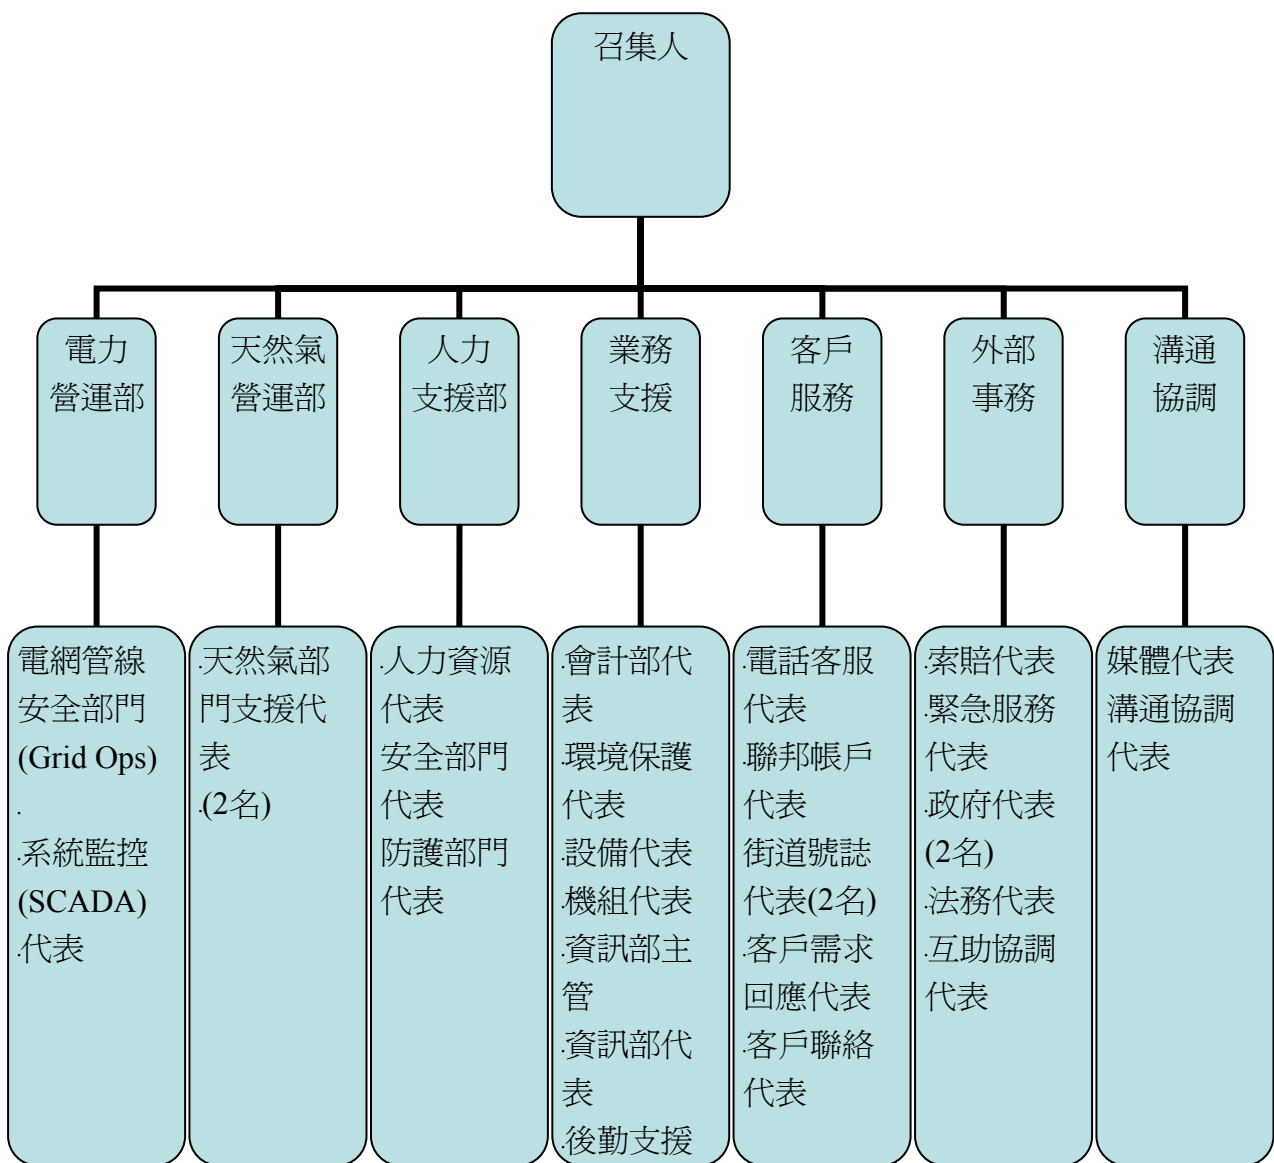 召集人
電力
營運部
天然氣
營運部
人力
支援部
業務
支援
客戶
服務
外部
事務
溝通
協調
電網管線
安全部門
(Grid Ops)
.
.系統監控
(SCADA)
.代表
.天然氣部
門支援代
表
.(2名)
.人力資源
代表
安全部門
代表
防護部門
代表
.會計部代
表
.環境保護
代表
.設備代表
.機組代表
.資訊部主
管
.資訊部代
表
.後勤支援
.電話客服
代表
.聯邦帳戶
代表
街道號誌
代表(2名)
.客戶需求
回應代表
.客戶聯絡
代表
.索賠代表
.緊急服務
代表
.政府代表
(2名)
.法務代表
.互助協調
代表
媒體代表
溝通協調
代表